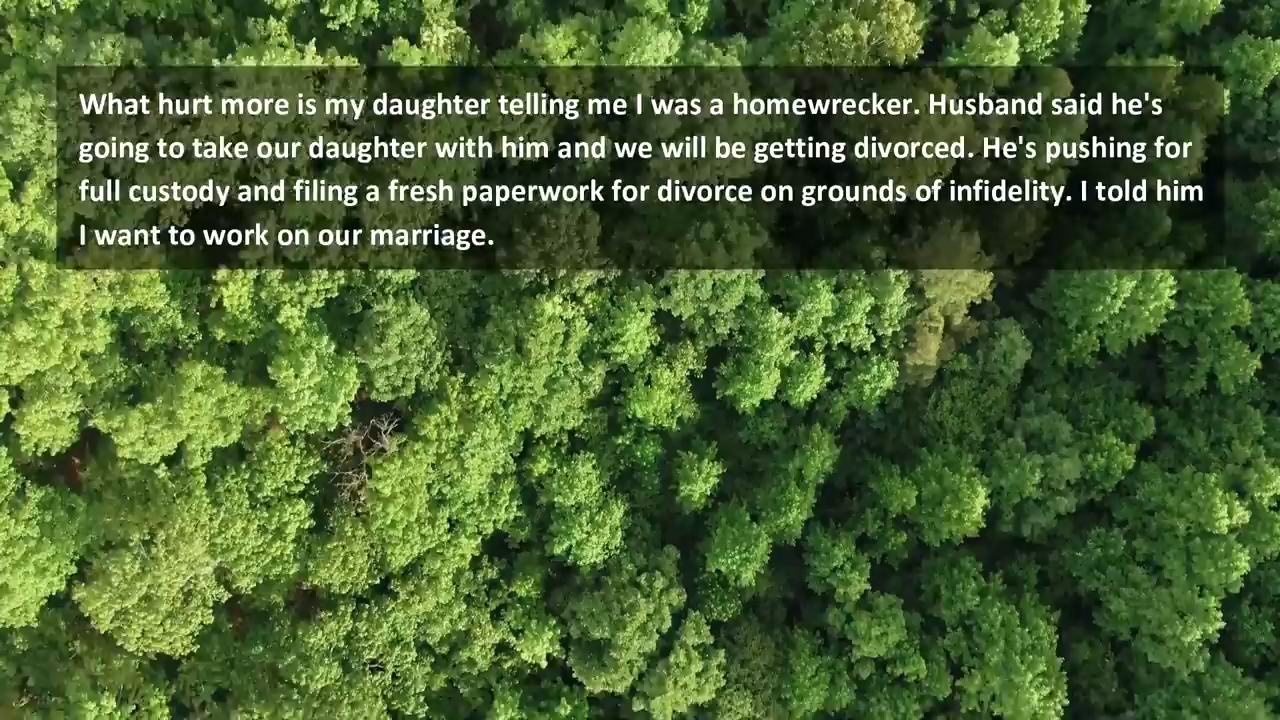 What hurt more is my daughter telling me I was a homewrecker. Husband said he's
going to take our daughter with him and we will be getting divorced. He's pushing for
full custody and filing a fresh paperwork for divorce on grounds of infidelity. I told him
I want to work on our marriage.